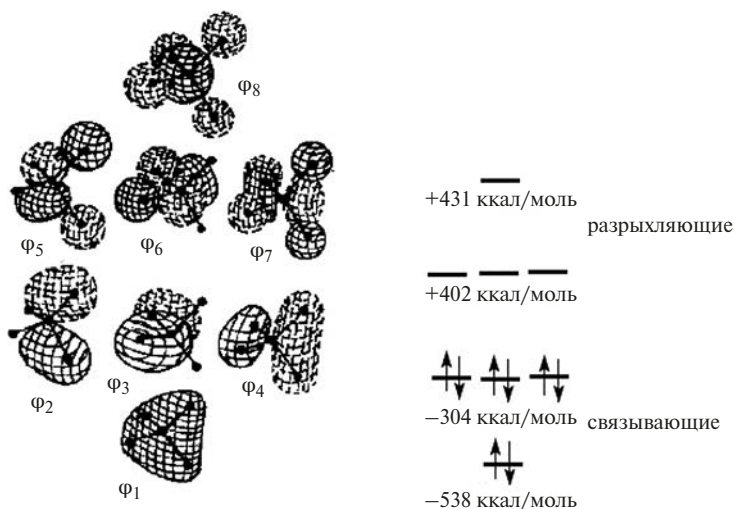 φ8
φ5
φ6
φ7
φ2
φ3
φ4
φ1
+431 ккал/моль
разрыхляющие
+402 ккал/моль
−304 ккал/моль
связывающие
−538 ккал/моль